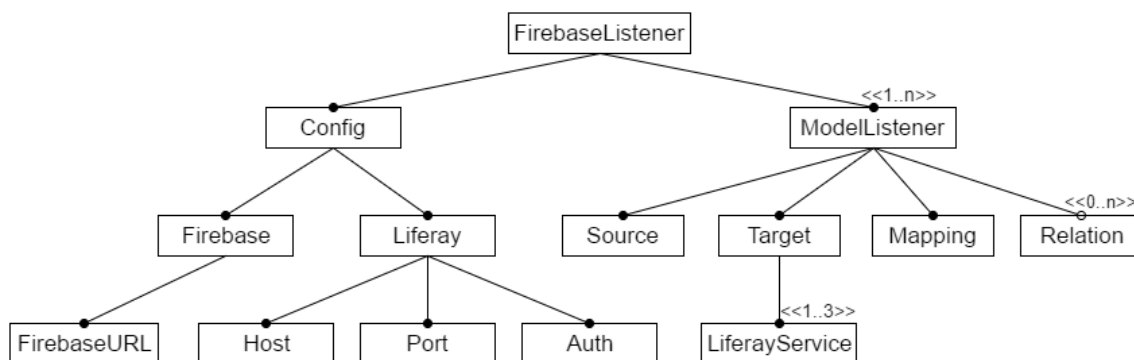 FirebaseListener
<<1..n>>
Config
ModelListener
<<0..n>>
Firebase
Liferay
Source
Target
Mapping
Relation
<<1..3>>
FirebaseURL
Host
Port
Auth
LiferayService